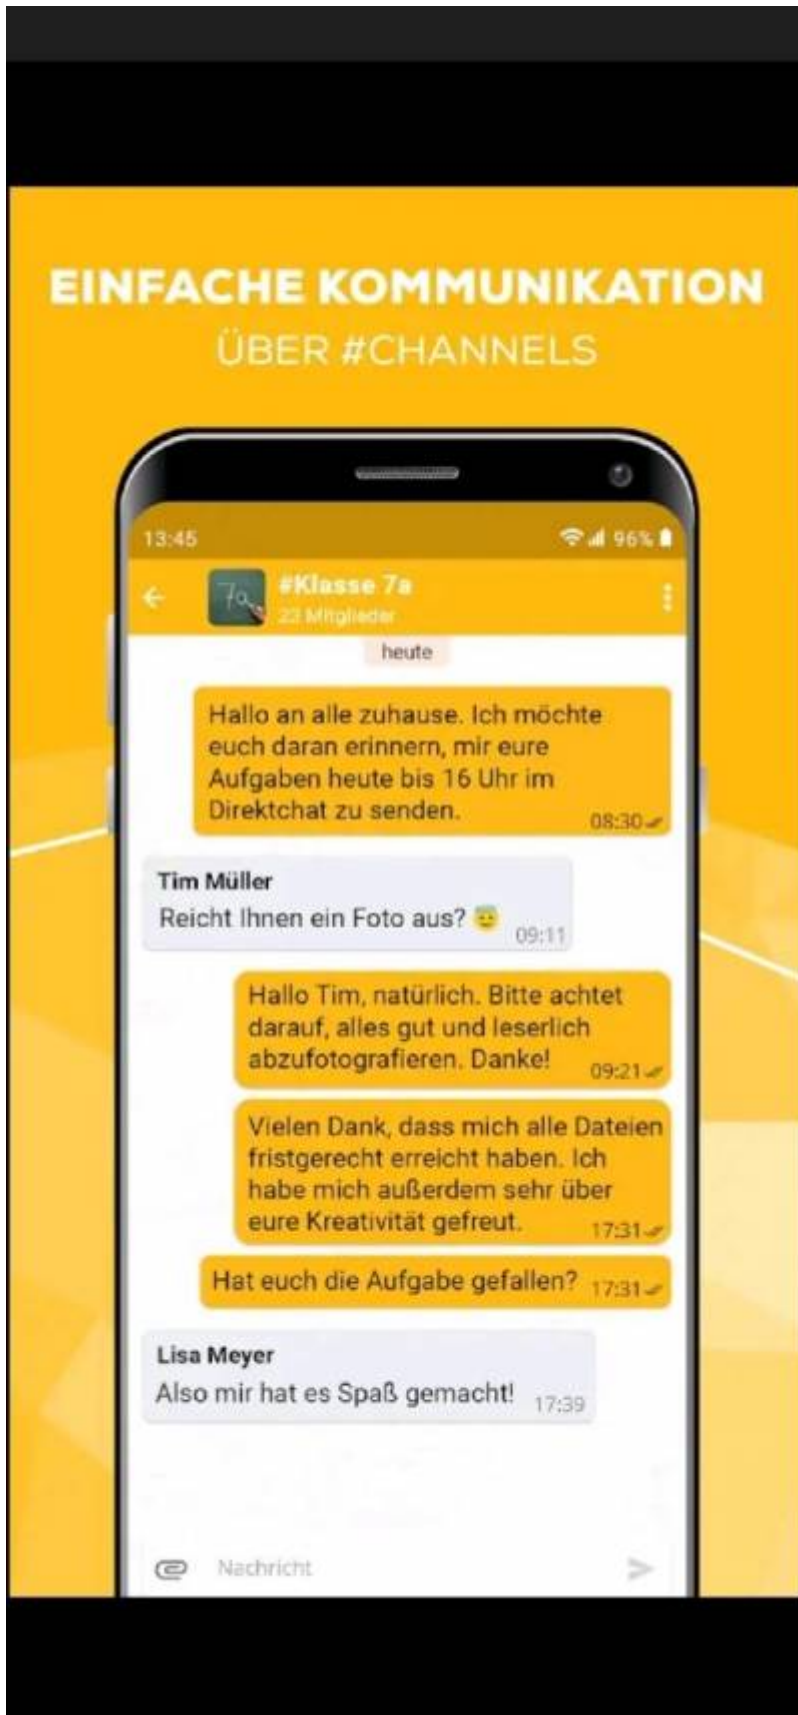 EINFACHE KOMMUNIKATION
ÜBER #CHANNELS
13:45 96%
#Klasse 7a
7a
23 Mitglieder
heute
Hallo an alle zuhause. Ich möchte
euch daran erinnern, mir eure
Aufgaben heute bis 16 Uhr im
Direktchat zu senden.
08:30
Tim Müller
Reicht Ihnen ein Foto aus? 😇
09:11
Hallo Tim, natürlich. Bitte achtet
darauf, alles gut und leserlich
abzufotografieren. Danke!
09:21
Vielen Dank, dass mich alle Dateien
fristgerecht erreicht haben. Ich
habe mich außerdem sehr über
eure Kreativität gefreut.
17:31
Hat euch die Aufgabe gefallen? 17:31
Lisa Meyer
Also mir hat es Spaß gemacht! 17:39
Nachricht